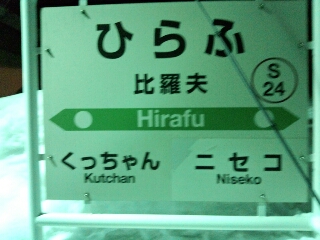 ひらふ
比羅夫
S
24
Hirafu
くっちゃん ニセコ
Kutchan Niseko